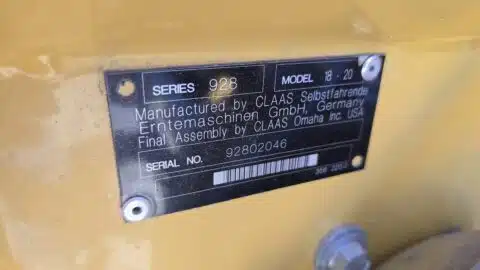 SERIES 928 MODEL 18-20
Manufactured by CLAAS Selbstfahrende
Erntemaschinen GmbH, Germany
Final Assembly by CLAAS Omaha Inc. USA
SERIAL NO. 92802046